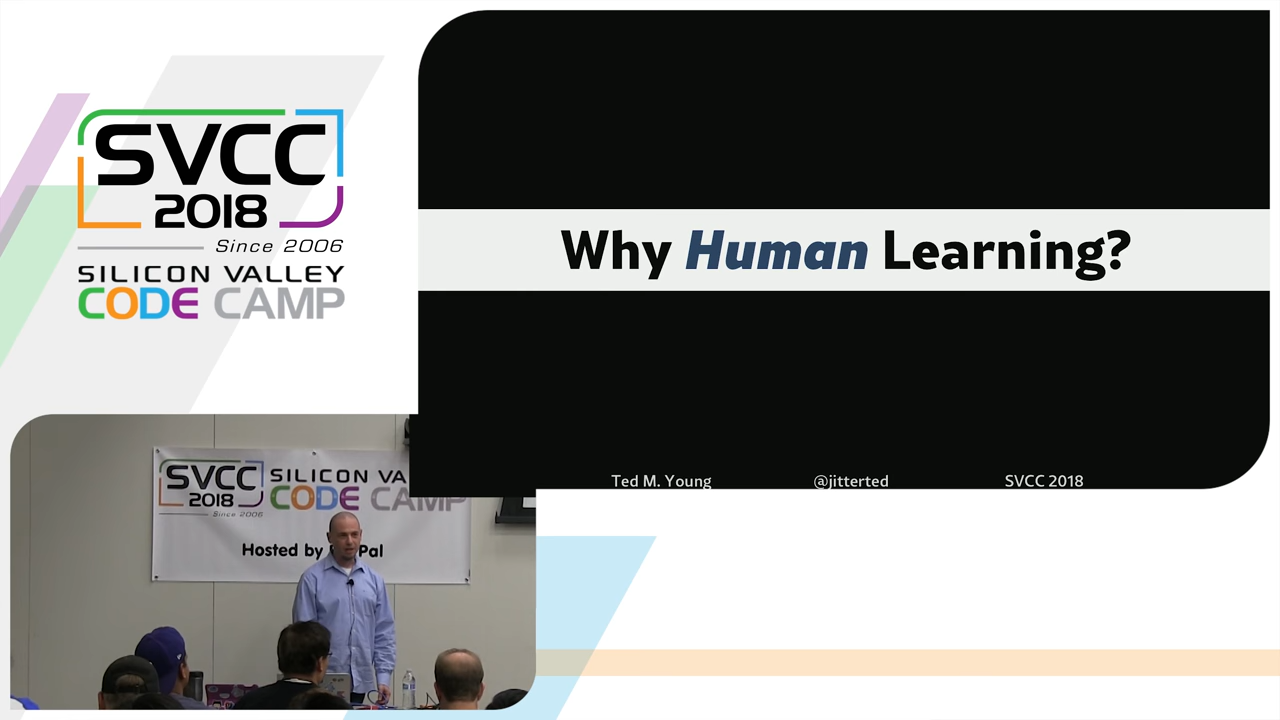 SVCC
2018
Since 2006
SILICON VALLEY
CODE CAMP
Why Human Learning?
Ted M. Young @jitterted SVCC 2018
SVCC
2018
Since 2006
SILICON VA
CODE CAMP
Hosted by Pal